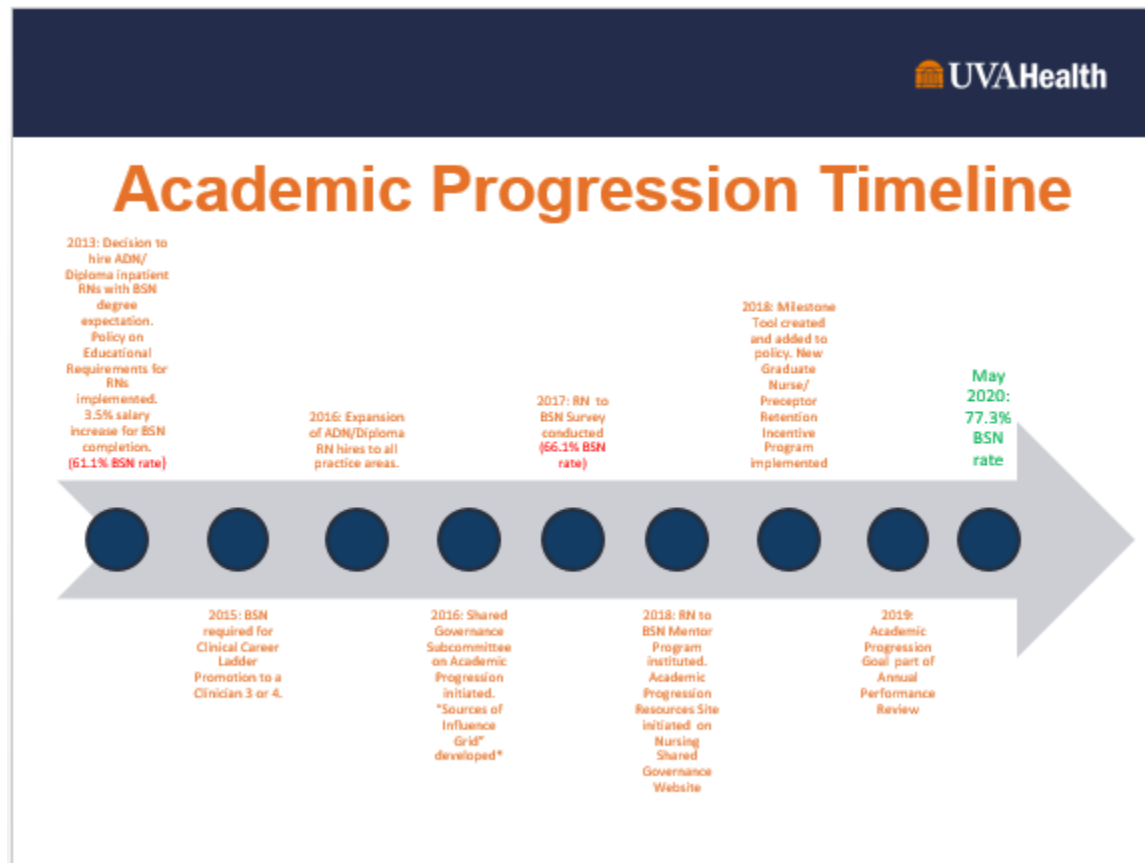 UVAHealth
Academic Progression Timeline
2013: Decision to
hire ADN/
Diploma inpatient
RNs with BSN
degree
expectation.
Policy on
Educational
Requirements for
RNs
implemented.
3.5% salary
increase for BSN
completion.
(61.1% BSN rate)
2015: BSN
required for
Clinical Career
Ladder
Promotion to a
Clinician 3 or 4.
2016: Expansion
of ADN/Diploma
RN hires to all
practice areas.
2016: Shared
Governance
Subcommittee
on Academic
Progression
initiated.
"Sources of
Influence
Grid"
developed*
2017: RN to
BSN Survey
conducted
(66.1% BSN
rate)
2018: RN to
BSN Mentor
Program
instituted.
Academic
Progression
Resources Site
initiated on
Nursing
Shared
Governance
Website
2018: Milestone
Tool created
and added to
policy. New
Graduate
Nurse/
Preceptor
Retention
Incentive
Program
implemented
2019:
Academic
Progression
Goal part of
Annual
Performance
Review
May
2020:
77.3%
BSN
rate